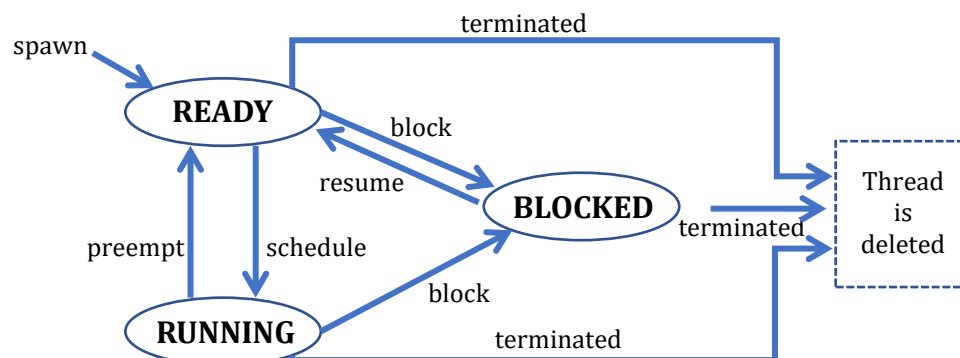 terminated
spawn
READY
block
resume
Thread
is
deleted
BLOCKED
terminated
preempt
schedule
block
RUNNING
terminated